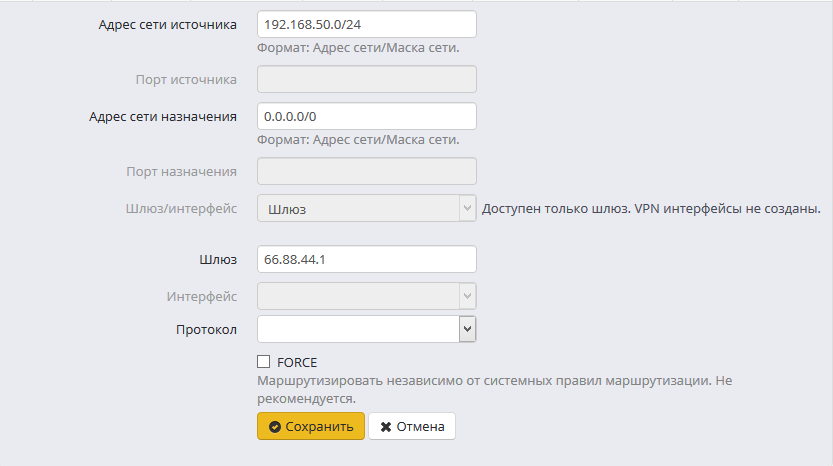 Адрес сети источника 192.168.50.0/24
Формат: Адрес сети/Маска сети.
Порт источника
Адрес сети назначения 0.0.0.0/0
Формат: Адрес сети/Маска сети.
Порт назначения
Шлюз/интерфейс Шлюз Доступен только шлюз. VPN интерфейсы не созданы.
Шлюз 66.88.44.1
Интерфейс
Протокол
FORCE
Маршрутизировать независимо от системных правил маршрутизации. Не
рекомендуется.
Сохранить Отмена